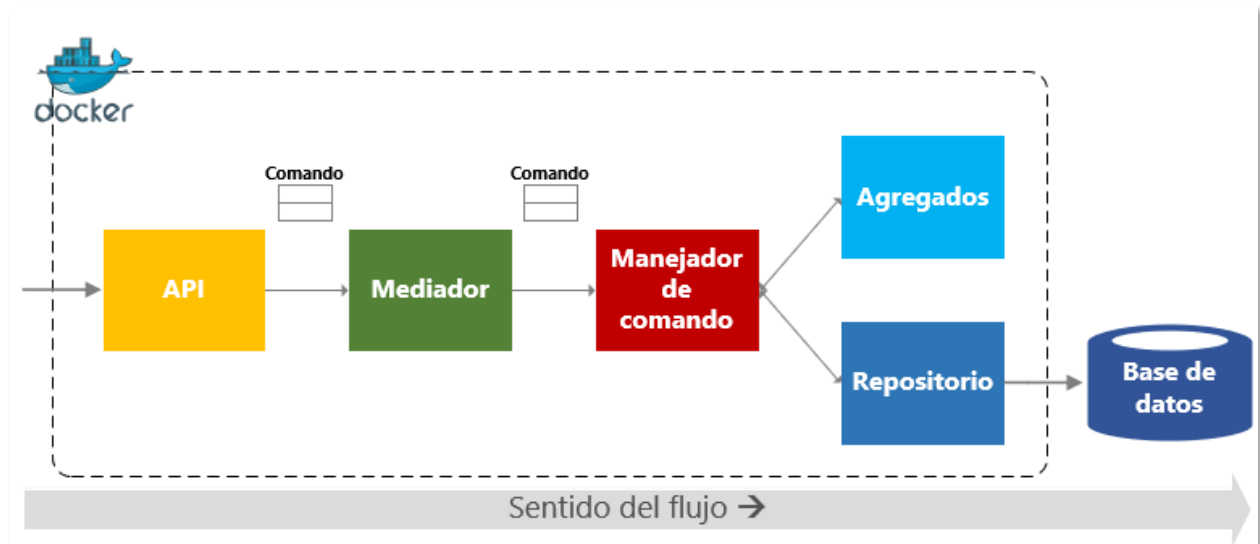 docker
Comando
Comando
API
Mediador
Manejador
de
comando
Agregados
Repositorio
Base de
datos
Sentido del flujo →